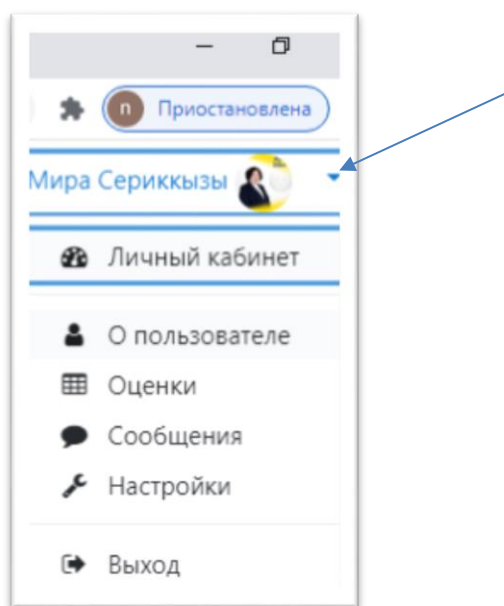 n Приостановлена
Мира Сериккызы
Личный кабинет
О пользователе
Оценки
Сообщения
Настройки
Выход